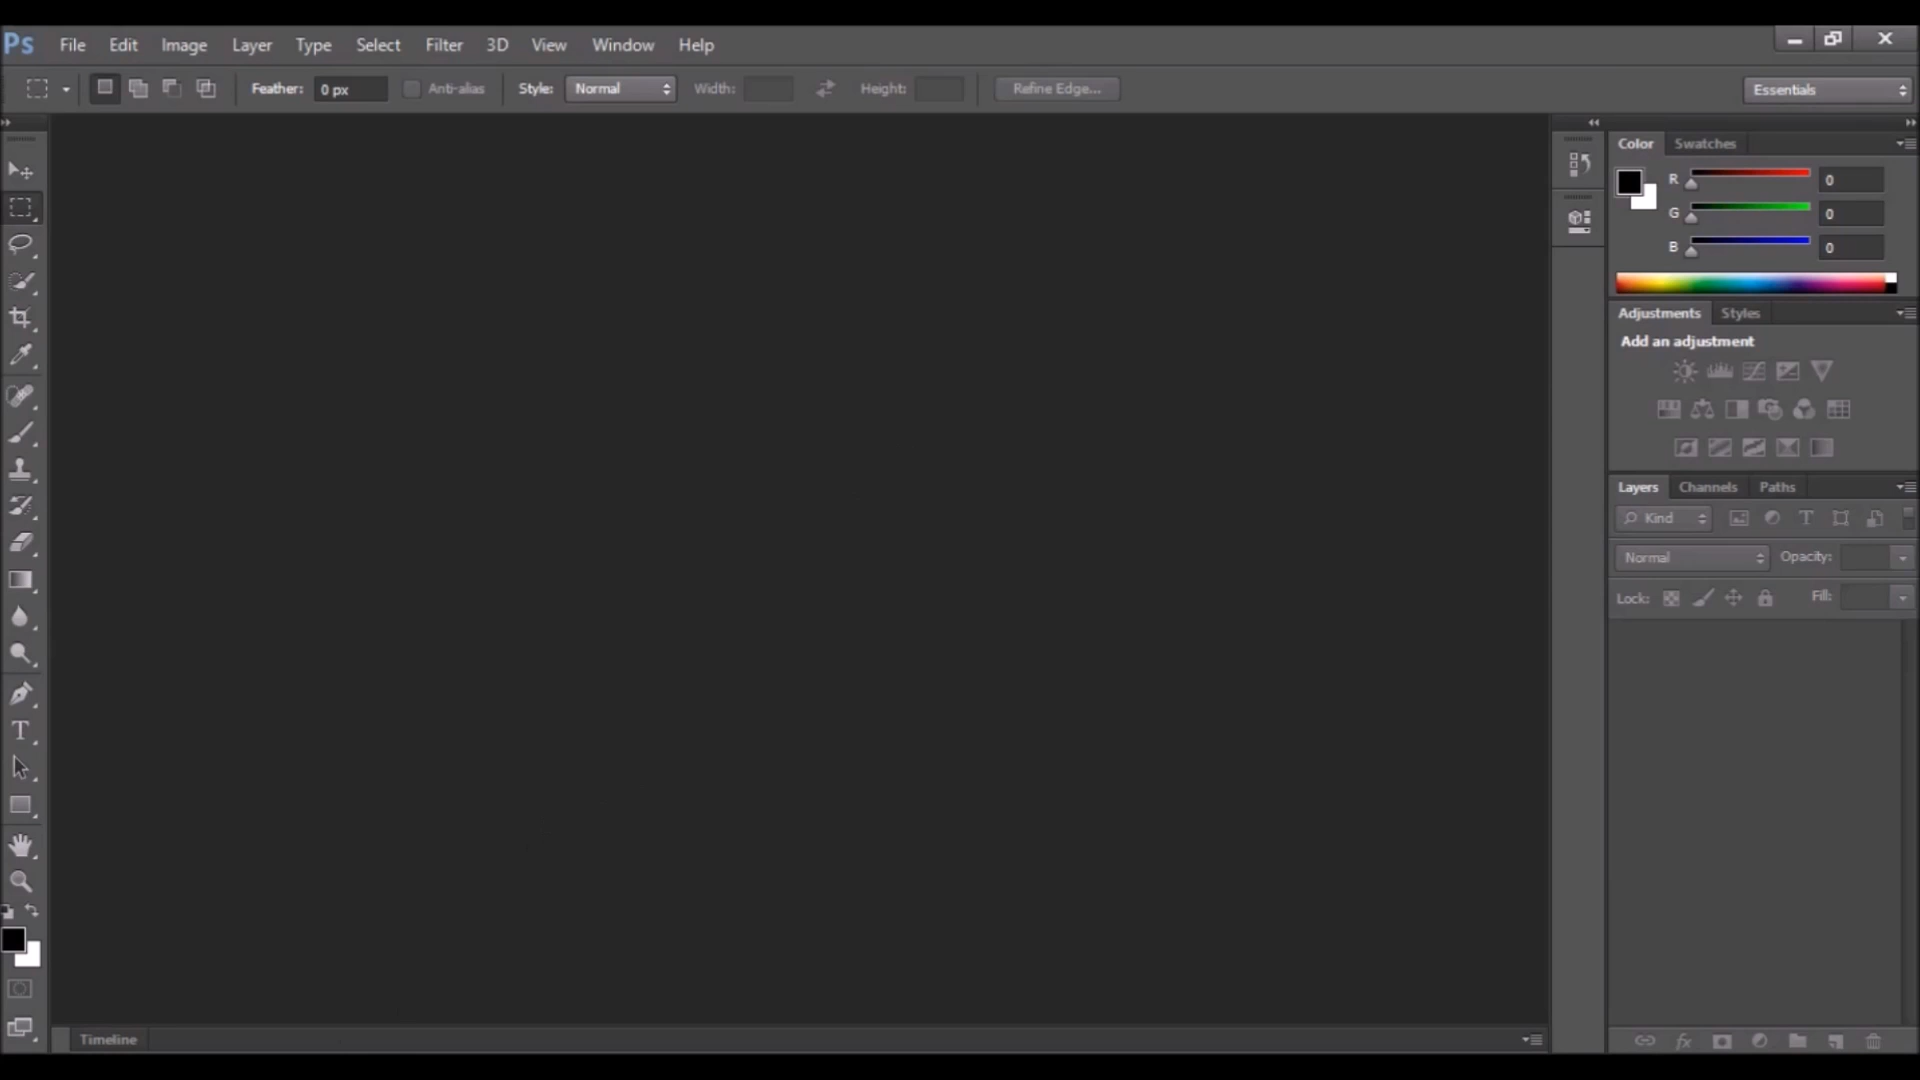 Ps File Edit Image Layer Type Select Filter 3D View Window Help
Feather: 0 px Anti-alias Style: Normal Width: Height: Refine Edge... Essentials
Color Swatches
R 0
G 0
B 0
Adjustments Styles
Add an adjustment
Layers Channels Paths
Kind T
Normal Opacity:
Lock: Fill:
T
Timeline
fx